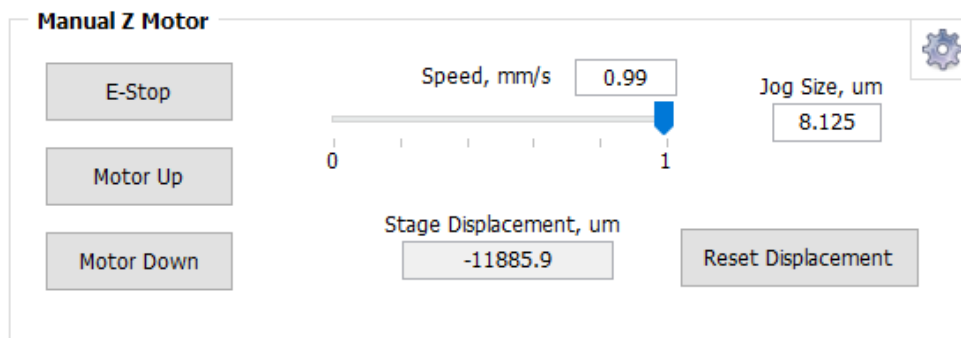 Manual Z Motor
E-Stop
Speed, mm/s 0.99
Jog Size, um
8.125
0 1
Motor Up
Stage Displacement, um
-11885.9
Motor Down
Reset Displacement